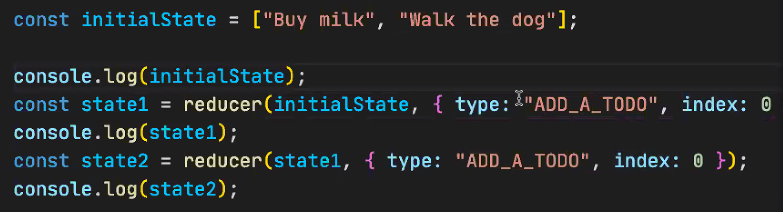 const initialState = ["Buy milk", "Walk the dog"];
console.log(initialState);
const state1 = reducer(initialState, { type: "ADD_A_TODO", index: 0
console.log(state1);
const state2 = reducer(state1, { type: "ADD_A_TODO", index: 0 });
console.log(state2);